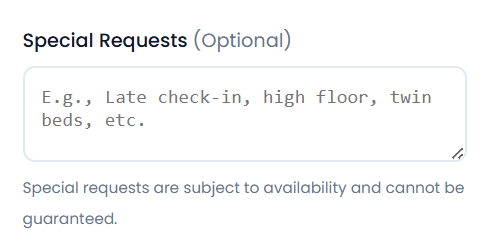 Special Requests (Optional)
E.g., Late check-in, high floor, twin
beds, etc.
Special requests are subject to availability and cannot be
guaranteed.